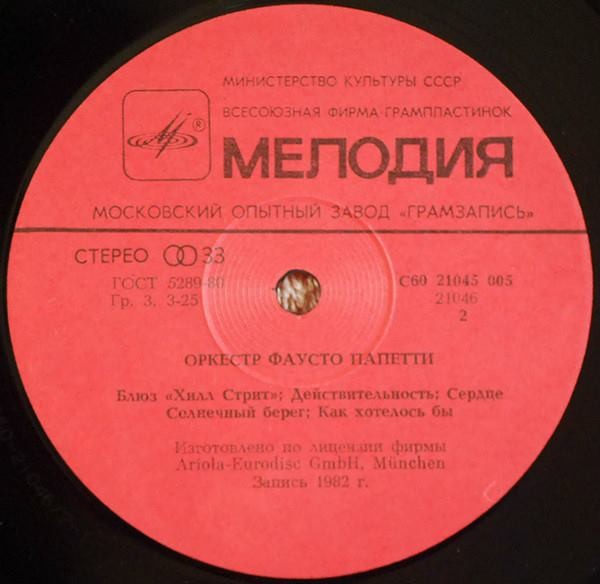 МИНИСТЕРСТВО КУЛЬТУРЫ СССР
ВСЕСОЮЗНАЯ ФИРМА ГРАМПЛАСТИНОК
®
МЕЛОДИЯ
МОСКОВСКИЙ ОПЫТНЫЙ ЗАВОД «ГРАМЗАПИСЬ»
СТЕРЕО 33
ГОСТ 5289-80
Гр. 3. 3-25
С60 21045 005
21046
2
ОРКЕСТР ФАУСТО ПАПЕТТИ
Блюз «Хилл Стрит»; Действительность; Сердце
Солнечный берег; Как хотелось бы
Изготовлено по лицензии фирмы
Ariola-Eurodisc GmbH, München
Запись 1982 г.